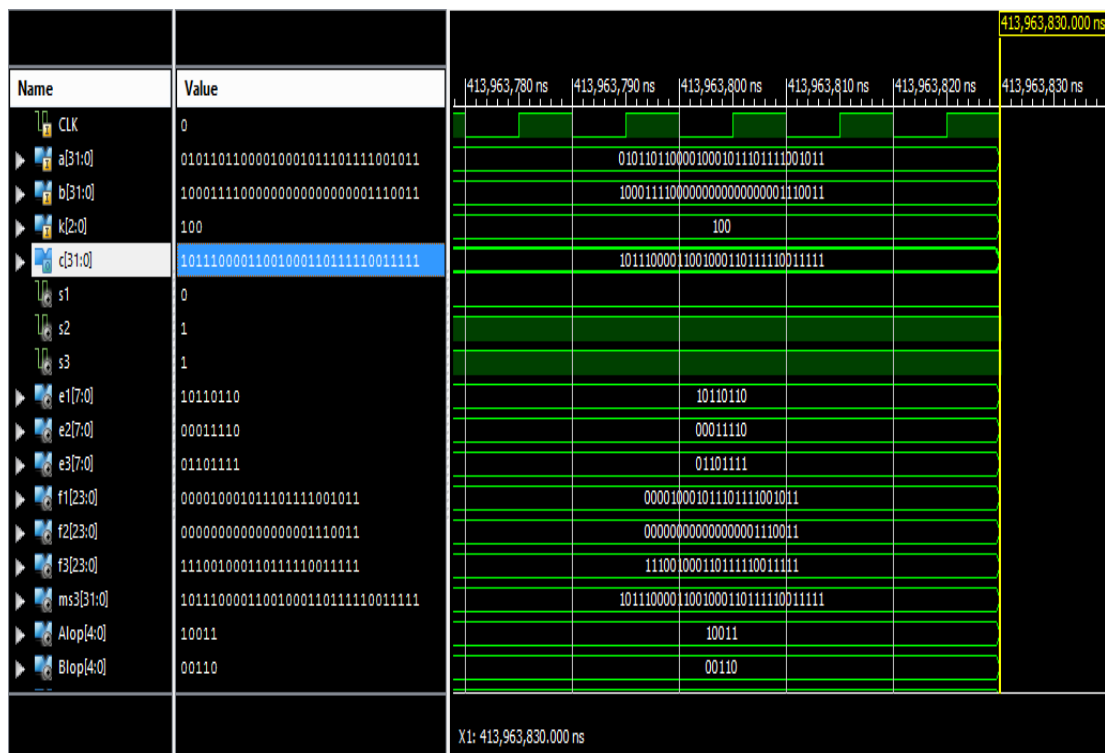 413,963,830.000 ns
Name Value 413,963,780 ns 413,963,790 ns 413,963,800 ns 413,963,810 ns 413,963,820 ns 413,963,830 ns
CLK 0
a[31:0] 01011011000010001011101111001011 01011011000010001011101111001011
b[31:0] 10001111000000000000000001110011 10001111000000000000000001110011
k[2:0] 100 100
c[31:0] 10111000011001000110111110011111 10111000011001000110111110011111
s1 0
s2 1
s3 1
e1[7:0] 10110110 10110110
e2[7:0] 00011110 00011110
e3[7:0] 01101111 01101111
f1[23:0] 000010001011101111001011 000010001011101111001011
f2[23:0] 000000000000000001110011 000000000000000001110011
f3[23:0] 111001000110111110011111 111001000110111110011111
ms3[31:0] 10111000011001000110111110011111 10111000011001000110111110011111
Alop[4:0] 10011 10011
Blop[4:0] 00110 00110
X1: 413,963,830.000 ns